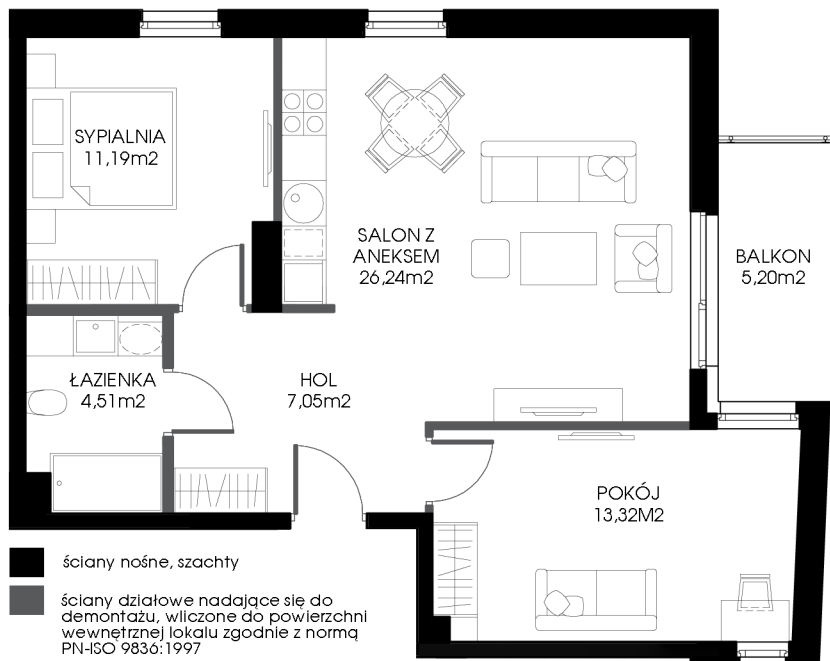 SYPIALNIA
11,19m2
SALON Z
ANEKSEM
26,24m2
BALKON
5,20m2
ŁAZIENKA
4,51m2
HOL
7,05m2
POKÓJ
13,32M2
ściany nośne, szachty
ściany działowe nadające się do
demontażu, wliczone do powierzchni
wewnętrznej lokalu zgodnie z normą
PN-ISO 9836:1997